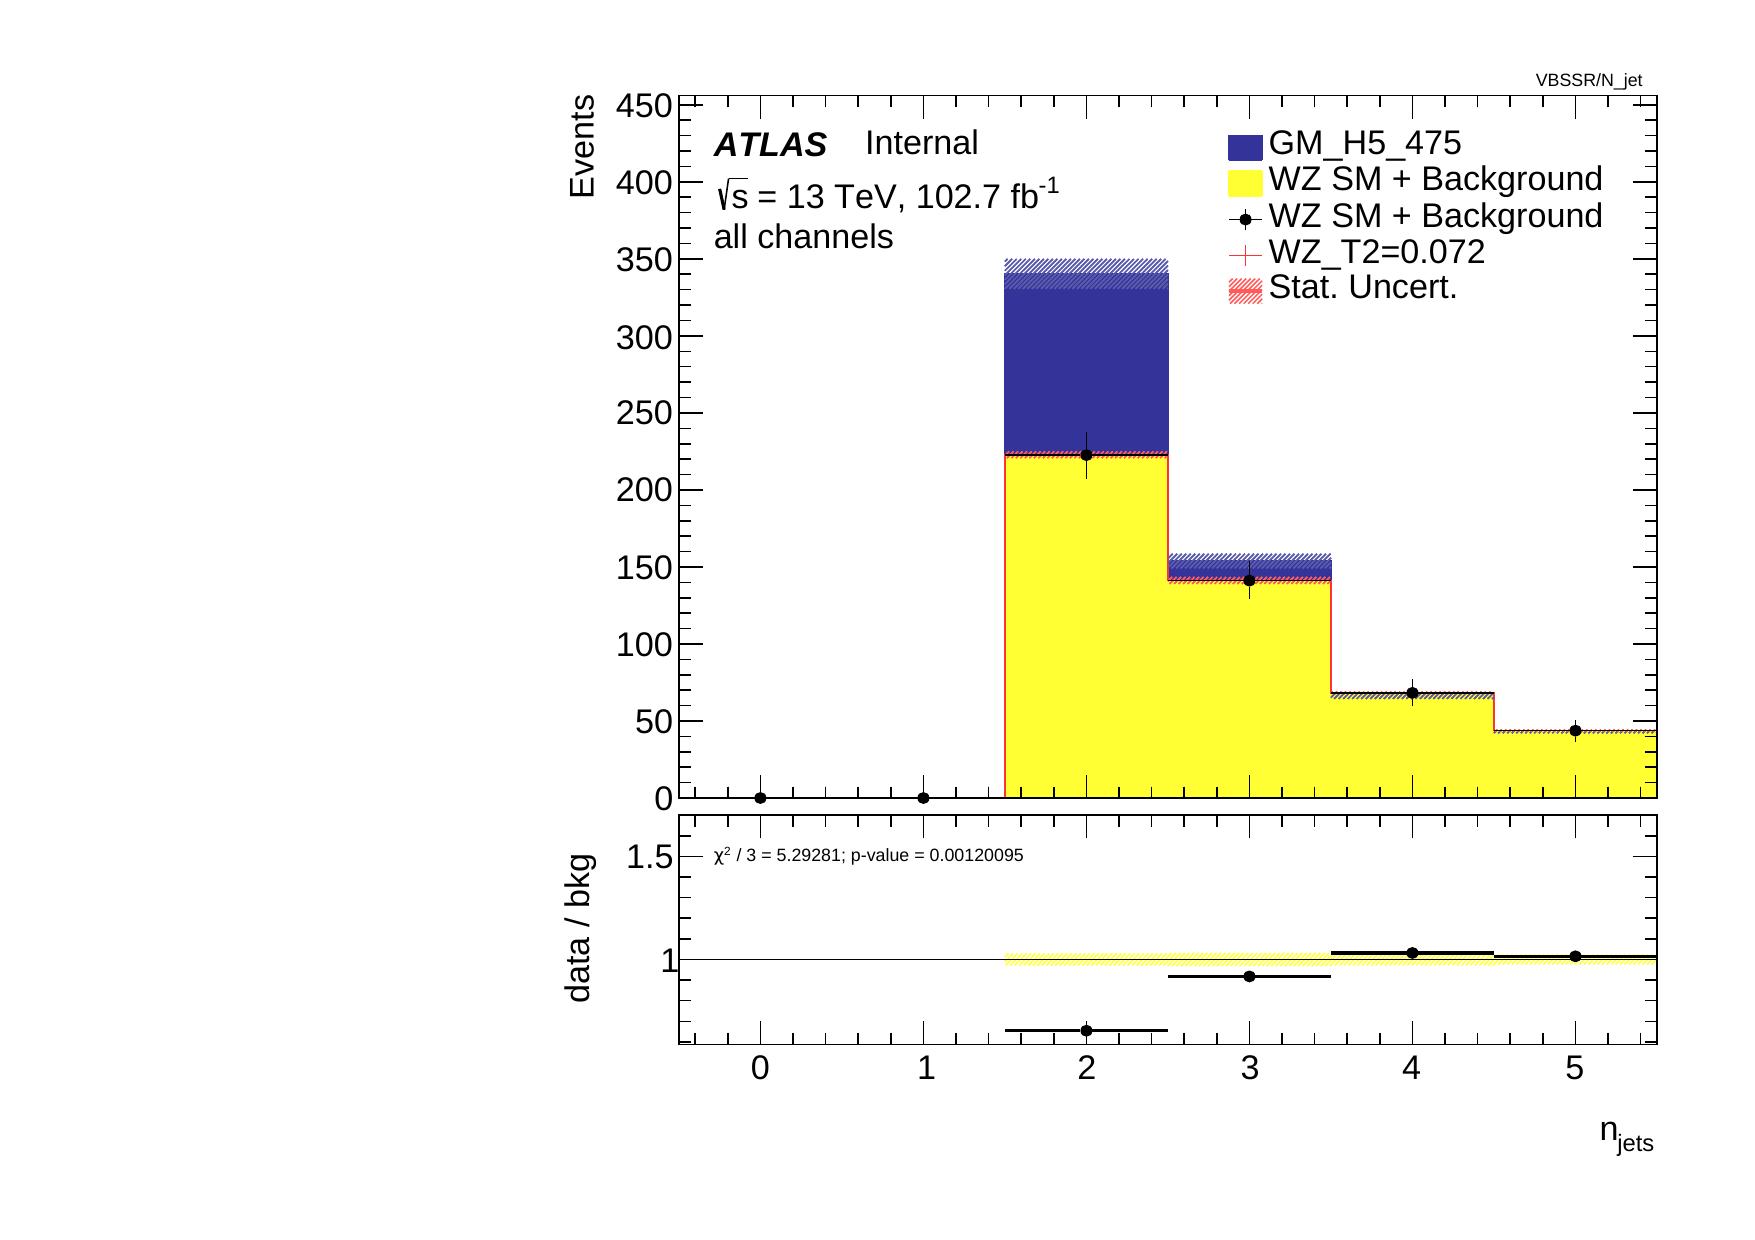 VBSSR/N_jet
Events
450
400
350
300
250
200
150
100
50
0
ATLAS Internal
√s = 13 TeV, 102.7 fb⁻¹
all channels
GM_H5_475
WZ SM + Background
WZ SM + Background
WZ_T2=0.072
Stat. Uncert.
data / bkg
1.5
1
χ² / 3 = 5.29281; p-value = 0.00120095
0 1 2 3 4 5
n_jets